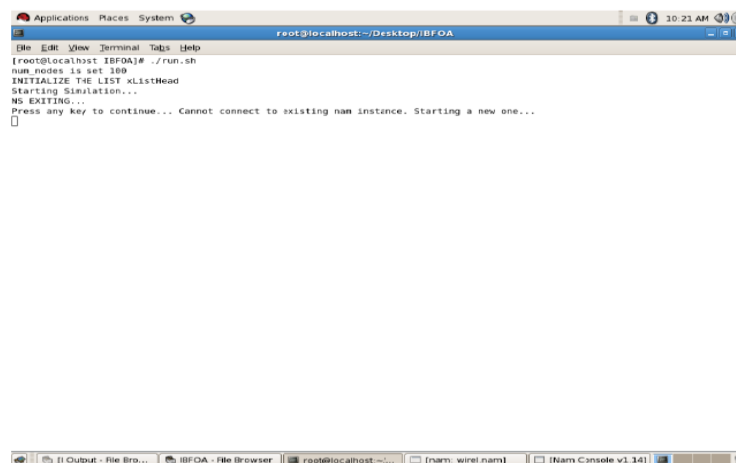 Applications Places System 10:21 AM
root@localhost:~/Desktop/IBFOA
File Edit View Terminal Tabs Help
[root@localhost IBFOA]# ./run.sh
num_nodes is set 100
INITIALIZE THE LIST xListHead
Starting Simulation...
NS EXITING...
Press any key to continue... Cannot connect to existing nam instance. Starting a new one...
Output - File Bro... IBFOA - File Browser root@localhost:~/... [nam: wirel.nam] [Nam Console v1.14]